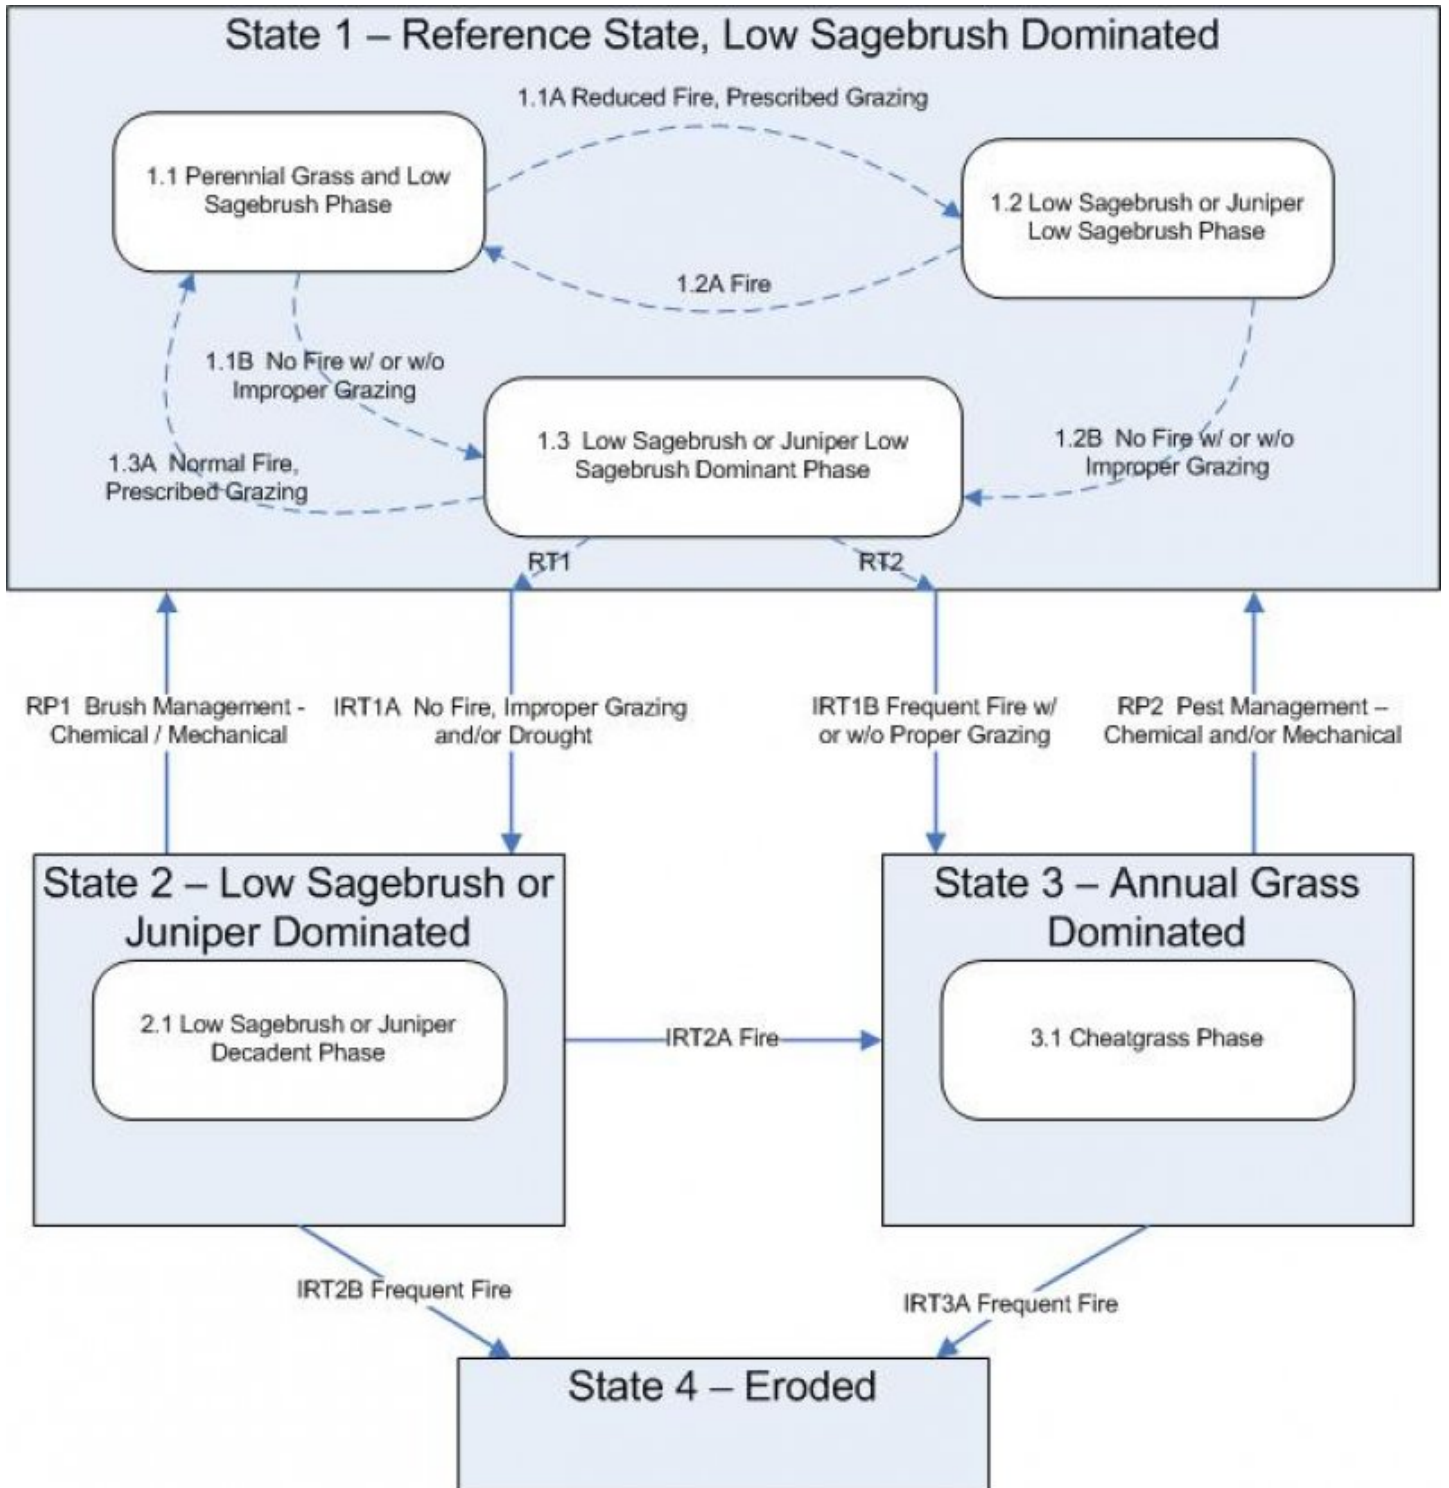 State 1 – Reference State, Low Sagebrush Dominated
1.1A Reduced Fire, Prescribed Grazing
1.1 Perennial Grass and Low
Sagebrush Phase
1.2 Low Sagebrush or Juniper
Low Sagebrush Phase
1.2A Fire
1.1B  No Fire w/ or w/o
Improper Grazing
1.3  Low Sagebrush or Juniper Low
Sagebrush Dominant Phase
1.2B  No Fire w/ or w/o
Improper Grazing
1.3A  Normal Fire,
Prescribed Grazing
RT1
RT2
RP1  Brush Management -
Chemical / Mechanical
IRT1A  No Fire, Improper Grazing
and/or Drought
IRT1B Frequent Fire w/
or w/o Proper Grazing
RP2  Pest Management –
Chemical and/or Mechanical
State 2 – Low Sagebrush or
Juniper Dominated
2.1 Low Sagebrush or Juniper
Decadent Phase
IRT2A Fire
State 3 – Annual Grass
Dominated
3.1 Cheatgrass Phase
IRT2B Frequent Fire
IRT3A Frequent Fire
State 4 – Eroded